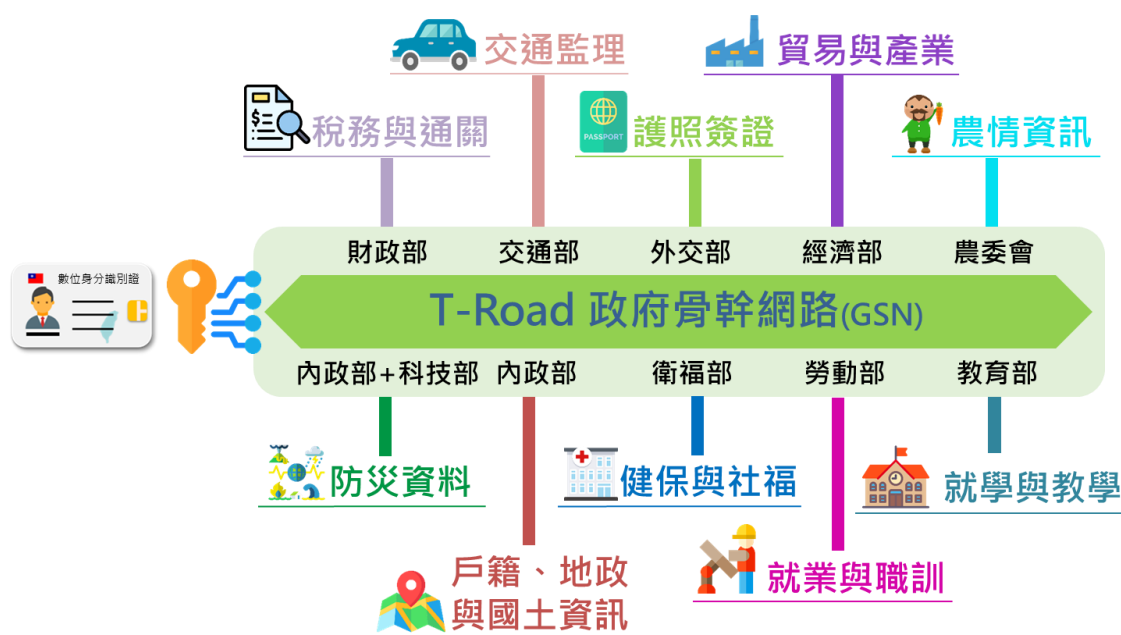 交通監理
貿易與產業
稅務與通關
PASSPORT
護照簽證
農情資訊
財政部
交通部
外交部
經濟部
農委會
數位身分識別證
T-Road 政府骨幹網路(GSN)
內政部+科技部
內政部
衛福部
勞動部
教育部
防災資料
健保與社福
就學與教學
戶籍、地政
與國土資訊
就業與職訓